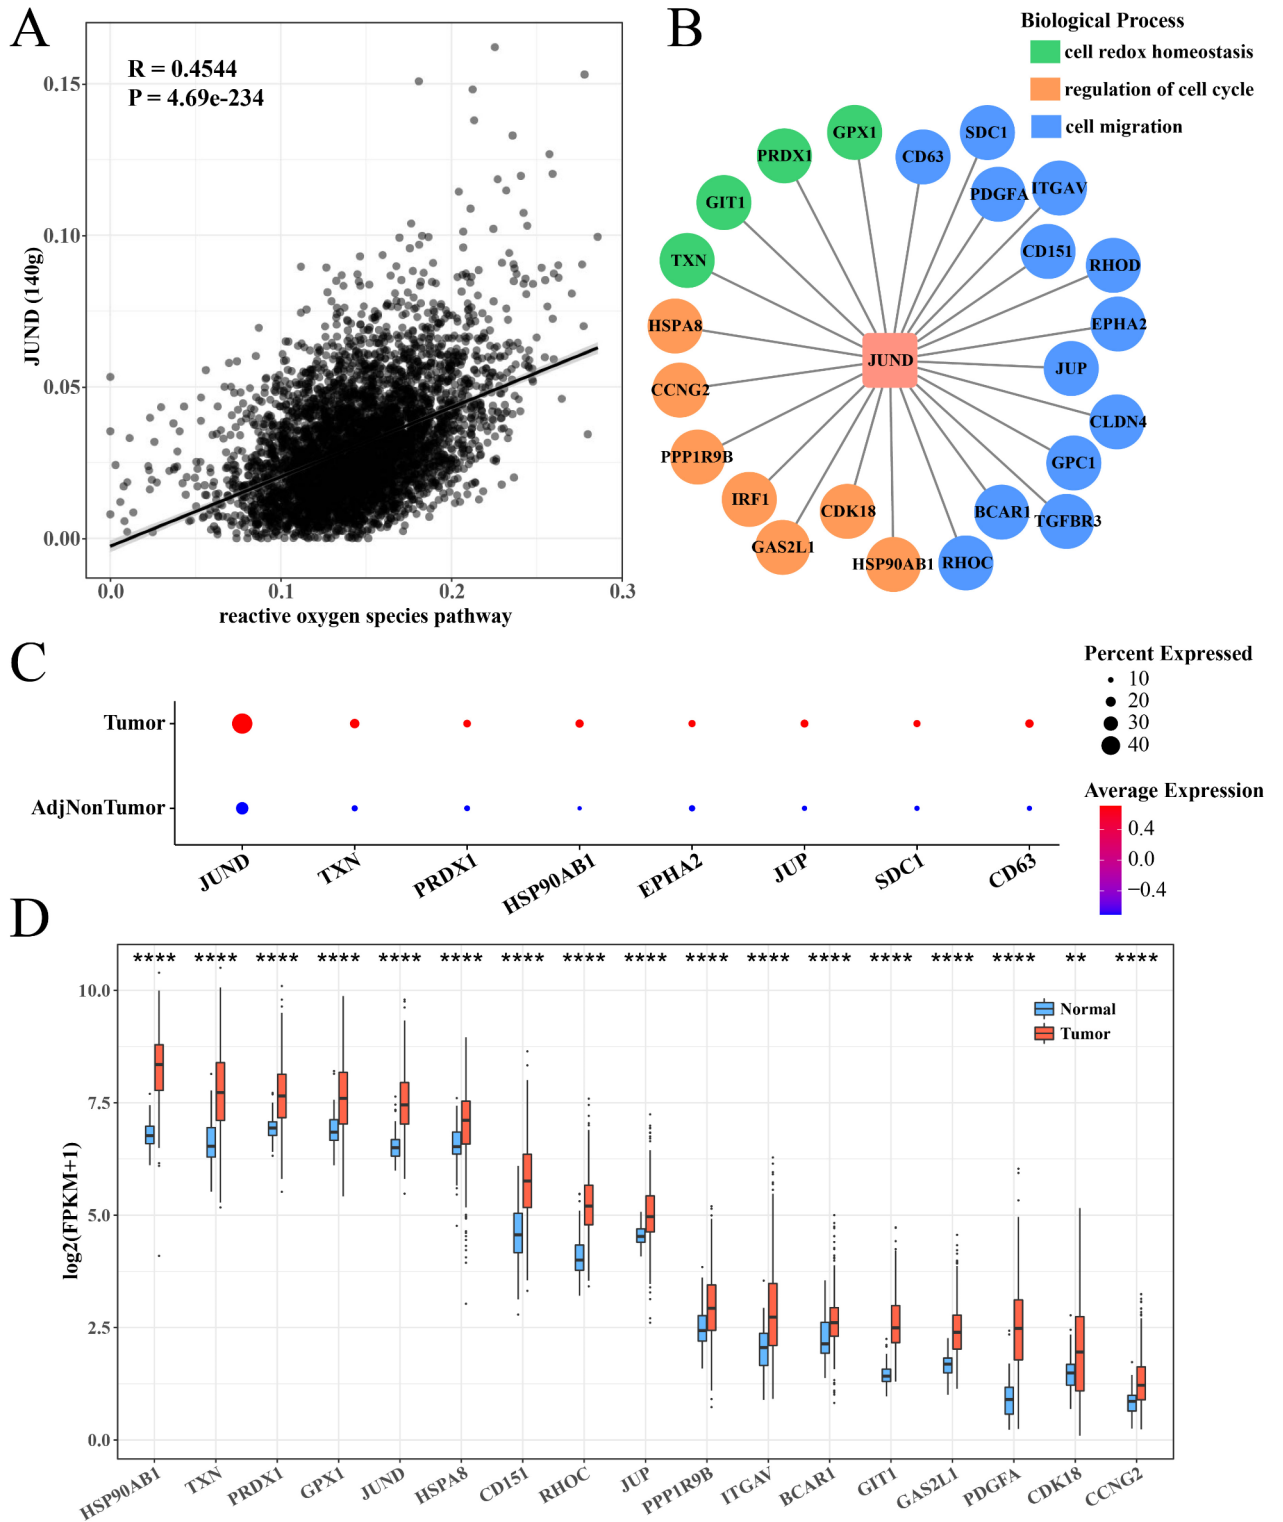 A
R = 0.4544
P = 4.69e-234
0.15
0.10
0.05
0.00
JUND (140g)
0.0
0.1
0.2
0.3
reactive oxygen species pathway
B
Biological Process
cell redox homeostasis
regulation of cell cycle
cell migration
GPX1
SDC1
PRDX1
CD63
PDGFA
ITGAV
GIT1
CD151
TXN
RHOD
HSPA8
EPHA2
JUND
JUP
CCNG2
CLDN4
PPP1R9B
GPC1
IRF1
CDK18
BCAR1
TGFBR3
GAS2L1
HSP90AB1
RHOC
C
Tumor
AdjNonTumor
JUND
TXN
PRDX1
HSP90AB1
EPHA2
JUP
SDC1
CD63
Percent Expressed
10
20
30
40
Average Expression
0.4
0.0
−0.4
D
**** **** **** **** **** **** **** **** **** **** **** **** **** **** **** ** ****
Normal
Tumor
10.0
7.5
5.0
2.5
0.0
log2(FPKM+1)
HSP90AB1
TXN
PRDX1
GPX1
JUND
HSPA8
CD151
RHOC
JUP
PPP1R9B
ITGAV
BCAR1
GIT1
GAS2L1
PDGFA
CDK18
CCNG2